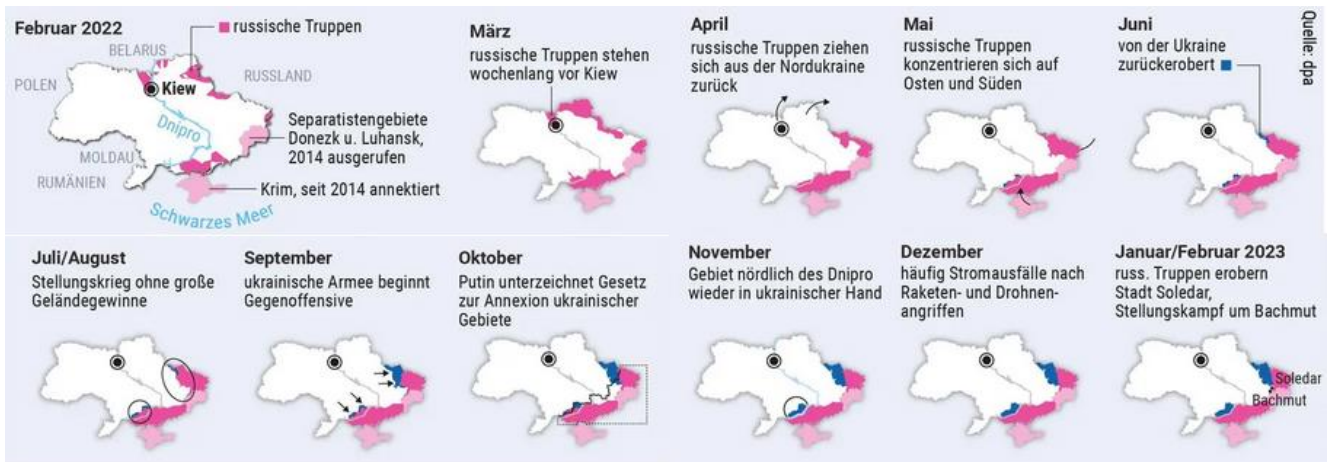 Februar 2022
russische Truppen
BELARUS
POLEN
RUSSLAND
Kiew
Dnipro
Separatistengebiete
Donezk u. Luhansk,
2014 ausgerufen
MOLDAU
RUMÄNIEN
Krim, seit 2014 annektiert
Schwarzes Meer
März
russische Truppen stehen
wochenlang vor Kiew
April
russische Truppen ziehen
sich aus der Nordukraine
zurück
Mai
russische Truppen
konzentrieren sich auf
Osten und Süden
Juni
von der Ukraine
zurückerobert
Quelle: dpa
Juli/August
Stellungskrieg ohne große
Geländegewinne
September
ukrainische Armee beginnt
Gegenoffensive
Oktober
Putin unterzeichnet Gesetz
zur Annexion ukrainischer
Gebiete
November
Gebiet nördlich des Dnipro
wieder in ukrainischer Hand
Dezember
häufig Stromausfälle nach
Raketen- und Drohnen-
angriffen
Januar/Februar 2023
russ. Truppen erobern
Stadt Soledar,
Stellungskampf um Bachmut
Soledar
Bachmut